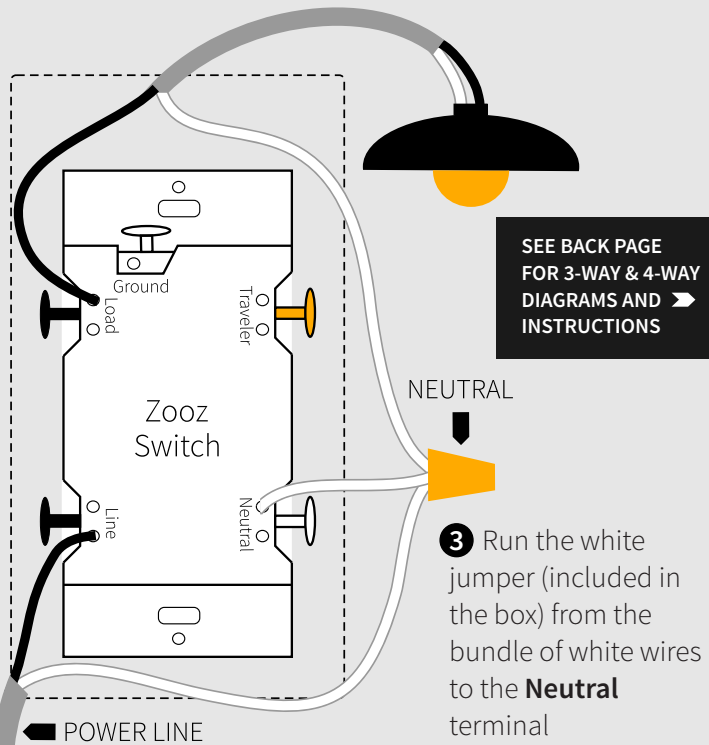 SEE BACK PAGE
FOR 3-WAY & 4-WAY
DIAGRAMS AND
INSTRUCTIONS
Ground
Load
Traveler
Zooz
Switch
NEUTRAL
Line
Neutral
3 Run the white
jumper (included in
the box) from the
bundle of white wires
to the Neutral
terminal
POWER LINE